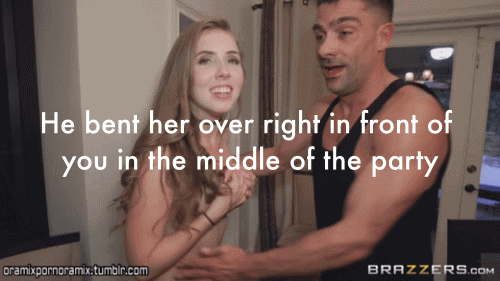 He bent her over right in front of
you in the middle of the party
oramixpornoramix.tumblr.com
BRAZZERS.COM